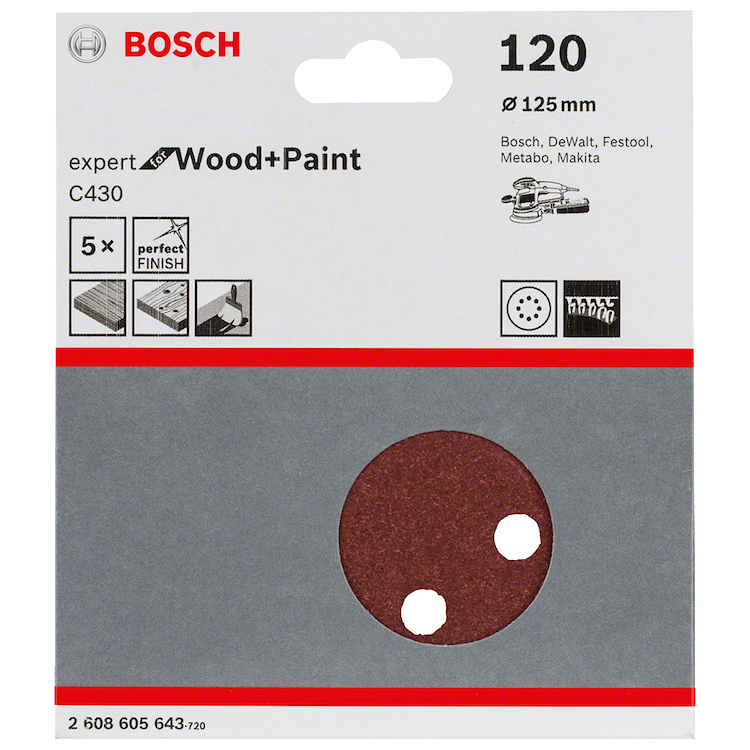 BOSCH
120
Ø 125 mm
Bosch, DeWalt, Festool,
Metabo, Makita
expert for Wood+Paint
C430
5×
perfect
FINISH
2 608 605 643-720